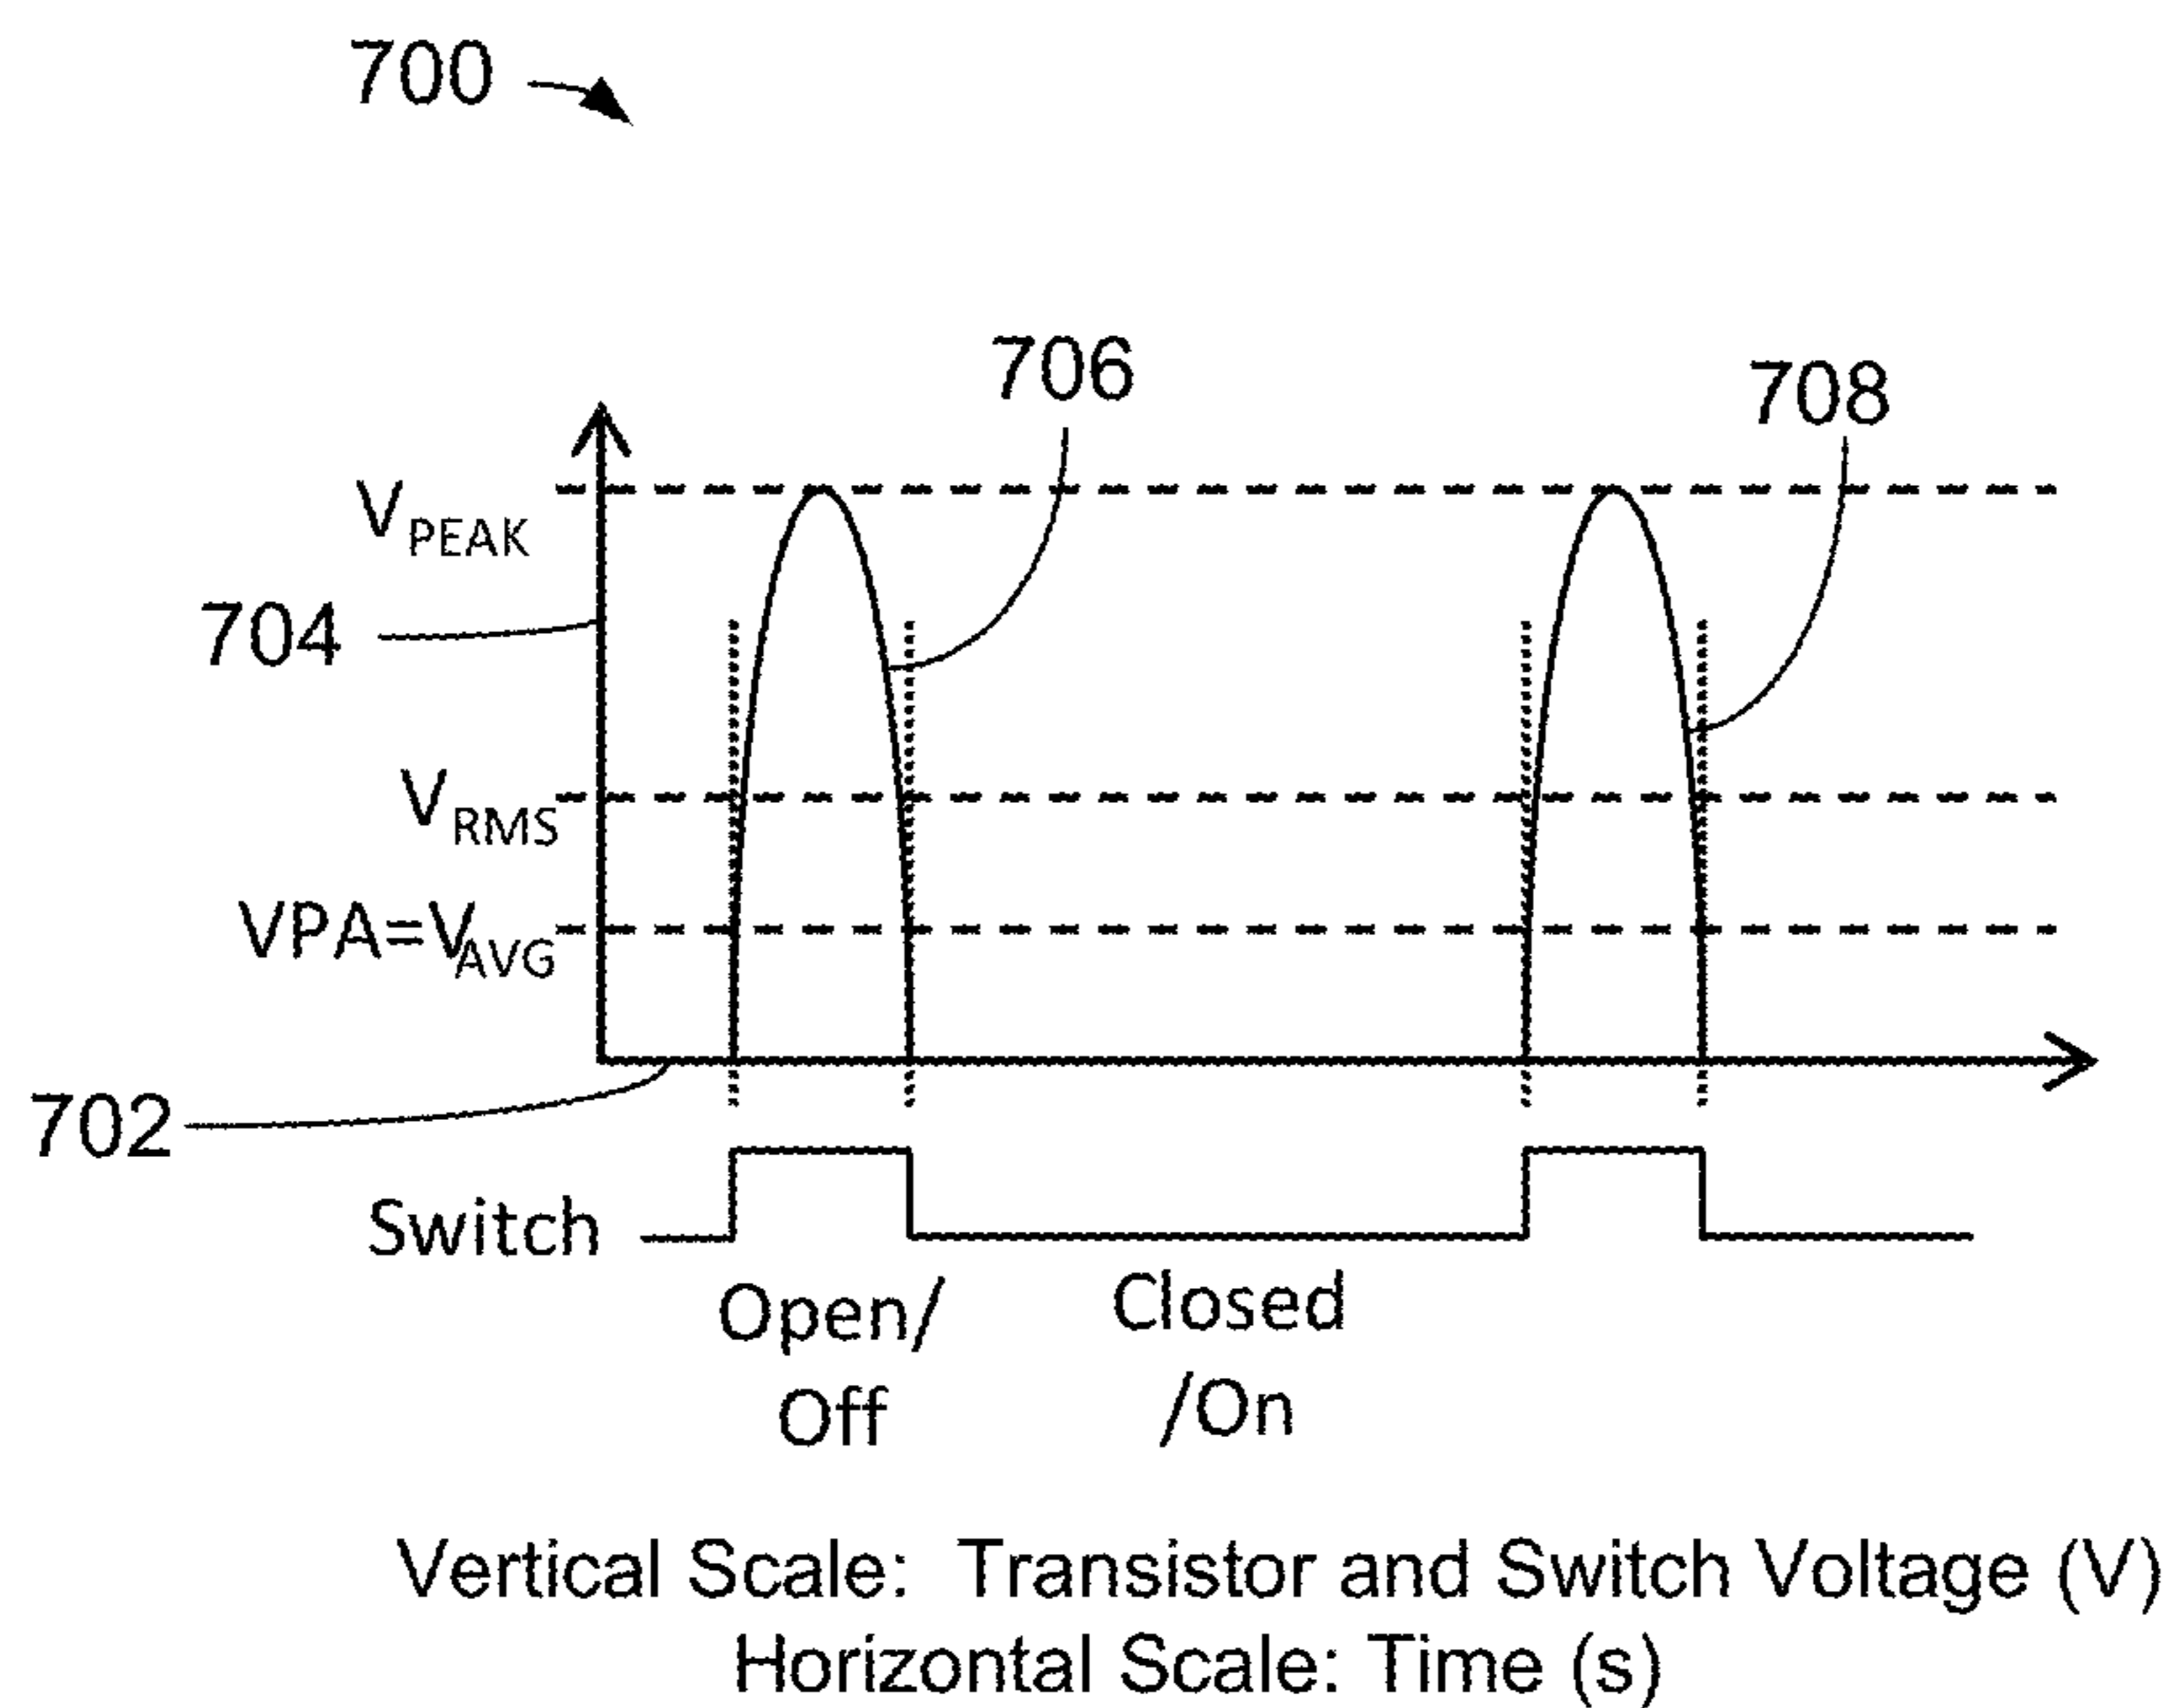 700
706
708
VPEAK
704
VRMS
VPA=VAVG
702
Switch
Open/
Off
Closed
/On
Vertical Scale: Transistor and Switch Voltage (V)
Horizontal Scale: Time (s)